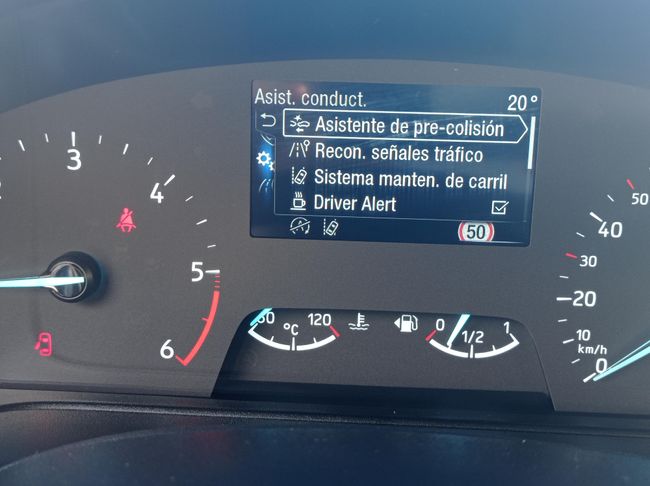 Asist. conduct. 20°
Asistente de pre-colisión
Recon. señales tráfico
Sistema manten. de carril
Driver Alert
50
3
4
5
6
60 °C 120
0 1/2 1
50
40
30
20
10
km/h
0